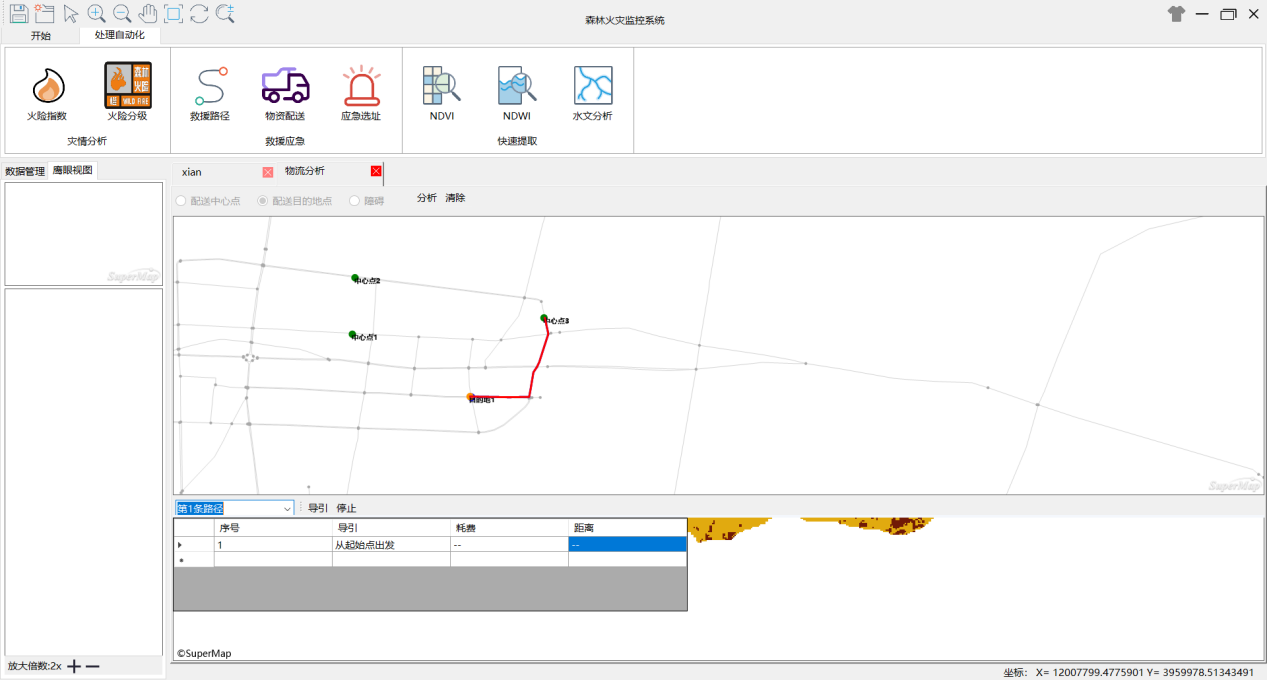 森林火灾监控系统
开始 处理自动化
森林火险
WILD FIRE
火险指数 火险分级 救援路径 物资配送 应急选址 NDVI NDWI 水文分析
灾情分析 救援应急 快速提取
数据管理 鹰眼视图 xian 物流分析
配送中心点 配送目的地点 障碍 分析 清除
SuperMap
中心点2
中心点3
中心点1
目的地1
SuperMap
第1条路径 导引 停止
序号 导引 耗费 距离
1 从起始点出发 -- --
©SuperMap
放大倍数:2x
坐标: X= 12007799.4775901 Y= 3959978.51343491